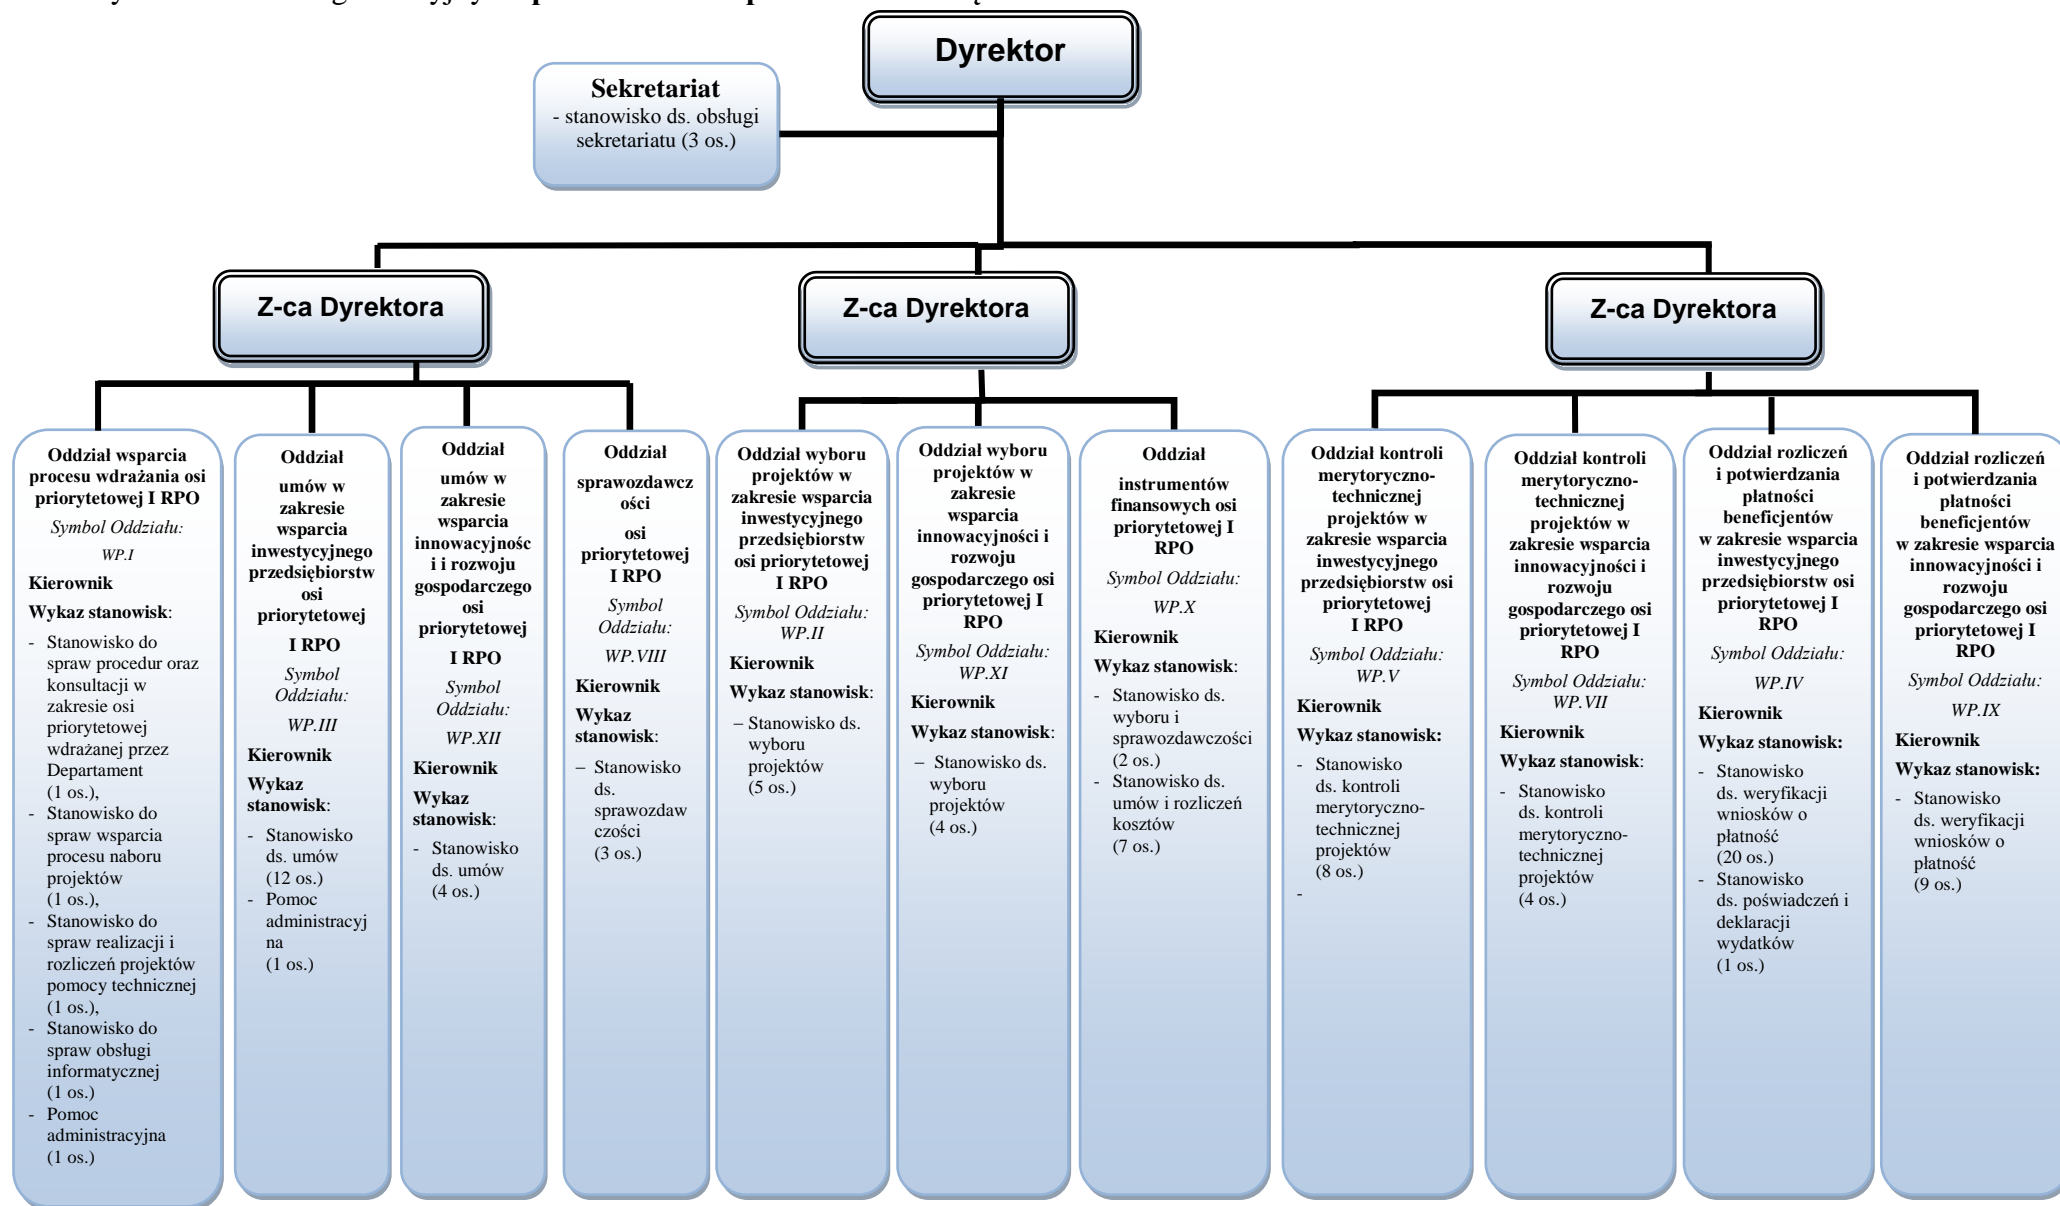 Dyrektor
Sekretariat
- stanowisko ds. obsługi
sekretariatu (3 os.)
Z-ca Dyrektora
Z-ca Dyrektora
Z-ca Dyrektora
Oddział wsparcia
procesu wdrażania osi
priorytetowej I RPO
Symbol Oddziału:
WP.I
Kierownik
Wykaz stanowisk:
- Stanowisko do
spraw procedur oraz
konsultacji w
zakresie osi
priorytetowej
wdrażanej przez
Departament
(1 os.),
- Stanowisko do
spraw wsparcia
procesu naboru
projektów
(1 os.),
- Stanowisko do
spraw realizacji i
rozliczeń projektów
pomocy technicznej
(1 os.),
- Stanowisko do
spraw obsługi
informatycznej
(1 os.)
- Pomoc
administracyjna
(1 os.)
Oddział
umów w
zakresie
wsparcia
inwestycyjnego
przedsiębiorstw
osi
priorytetowej
I RPO
Symbol
Oddziału:
WP.III
Kierownik
Wykaz
stanowisk:
- Stanowisko
ds. umów
(12 os.)
- Pomoc
administracyj
na
(1 os.)
Oddział
umów w
zakresie
wsparcia
innowacyjnośc
i i rozwoju
gospodarczego
osi
priorytetowej
I RPO
Symbol
Oddziału:
WP.XII
Kierownik
Wykaz
stanowisk:
- Stanowisko
ds. umów
(4 os.)
Oddział
sprawozdawcz
ości
osi
priorytetowej
I RPO
Symbol
Oddziału:
WP.VIII
Kierownik
Wykaz
stanowisk:
– Stanowisko
ds.
sprawozdaw
czości
(3 os.)
Oddział wyboru
projektów w
zakresie wsparcia
inwestycyjnego
przedsiębiorstw
osi priorytetowej
I RPO
Symbol Oddziału:
WP.II
Kierownik
Wykaz stanowisk:
– Stanowisko ds.
wyboru
projektów
(5 os.)
Oddział wyboru
projektów w
zakresie
wsparcia
innowacyjności i
rozwoju
gospodarczego osi
priorytetowej I
RPO
Symbol Oddziału:
WP.XI
Kierownik
Wykaz stanowisk:
– Stanowisko ds.
wyboru
projektów
(4 os.)
Oddział
instrumentów
finansowych osi
priorytetowej I
RPO
Symbol Oddziału:
WP.X
Kierownik
Wykaz stanowisk:
- Stanowisko ds.
wyboru i
sprawozdawczości
(2 os.)
- Stanowisko ds.
umów i rozliczeń
kosztów
(7 os.)
Oddział kontroli
merytoryczno-
technicznej
projektów w
zakresie wsparcia
inwestycyjnego
przedsiębiorstw osi
priorytetowej
I RPO
Symbol Oddziału:
WP.V
Kierownik
Wykaz stanowisk:
- Stanowisko
ds. kontroli
merytoryczno-
technicznej
projektów
(8 os.)
-
Oddział kontroli
merytoryczno-
technicznej
projektów w
zakresie wsparcia
innowacyjności i
rozwoju
gospodarczego osi
priorytetowej I
RPO
Symbol Oddziału:
WP.VII
Kierownik
Wykaz stanowisk:
- Stanowisko
ds. kontroli
merytoryczno-
technicznej
projektów
(4 os.)
Oddział rozliczeń
i potwierdzania
płatności
beneficjentów
w zakresie wsparcia
inwestycyjnego
przedsiębiorstw osi
priorytetowej I
RPO
Symbol Oddziału:
WP.IV
Kierownik
Wykaz stanowisk:
- Stanowisko
ds. weryfikacji
wniosków o
płatność
(20 os.)
- Stanowisko
ds. poświadczeń i
deklaracji
wydatków
(1 os.)
Oddział rozliczeń
i potwierdzania
płatności
beneficjentów
w zakresie wsparcia
innowacyjności i
rozwoju
gospodarczego osi
priorytetowej I
RPO
Symbol Oddziału:
WP.IX
Kierownik
Wykaz stanowisk:
- Stanowisko
ds. weryfikacji
wniosków o
płatność
(9 os.)